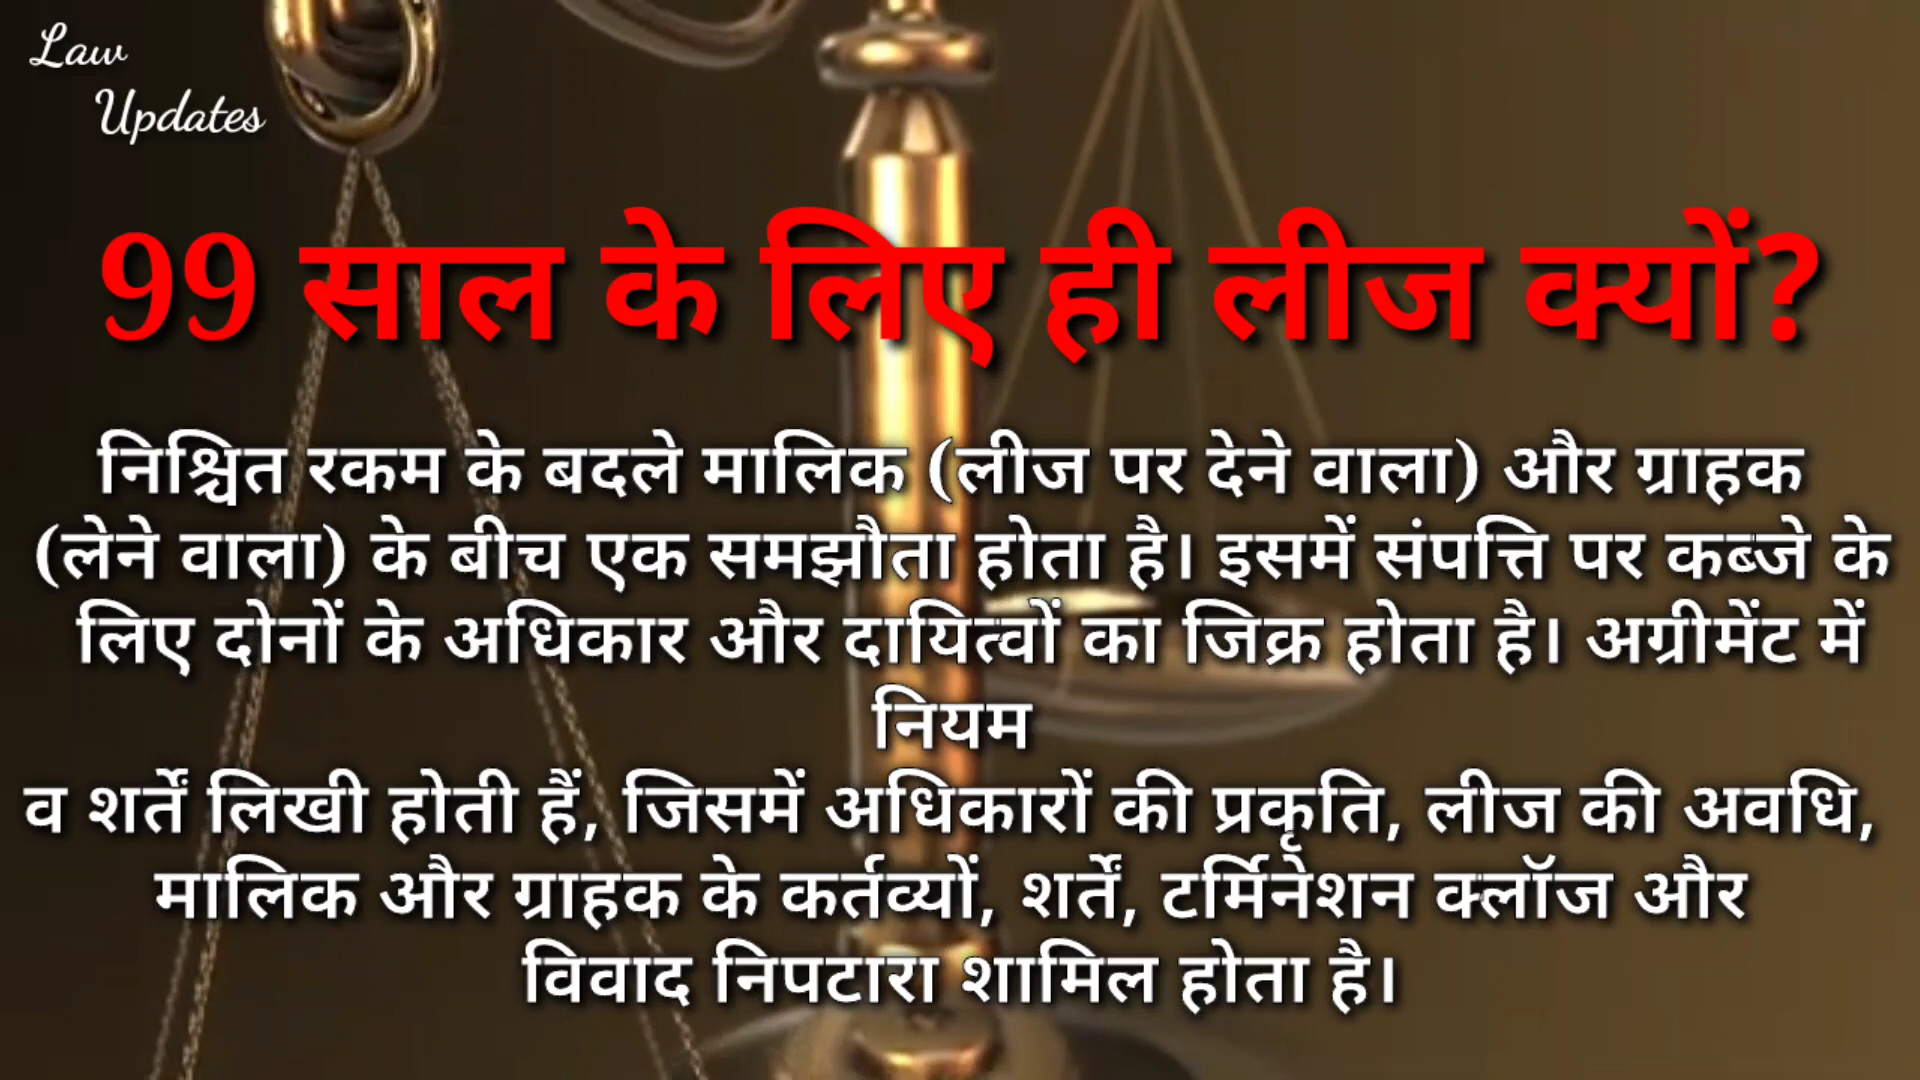 Law
Updates
99 साल के लिए ही लीज क्यों?
निश्चित रकम के बदले मालिक (लीज पर देने वाला) और ग्राहक
(लेने वाला) के बीच एक समझौता होता है। इसमें संपत्ति पर कब्जे के
लिए दोनों के अधिकार और दायित्वों का जिक्र होता है। अग्रीमेंट में
नियम
व शर्तें लिखी होती हैं, जिसमें अधिकारों की प्रकृति, लीज की अवधि,
मालिक और ग्राहक के कर्तव्यों, शर्तें, टर्मिनेशन क्लॉज और
विवाद निपटारा शामिल होता है।